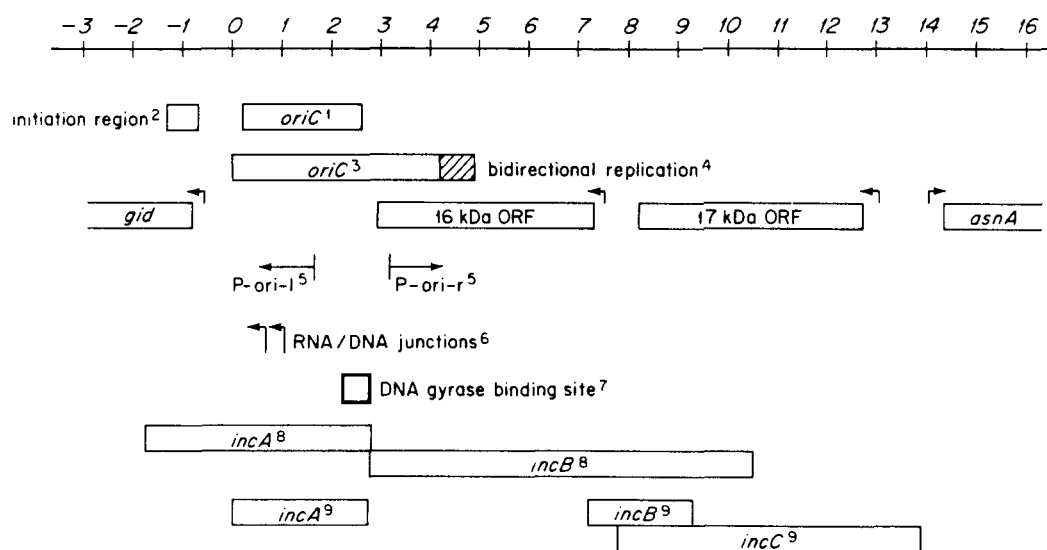 -3 -2 -1 0 1 2 3 4 5 6 7 8 9 10 11 12 13 14 15 16
initiation region² oriC¹
oriC³ bidirectional replication⁴
gid 16 kDa ORF 17 kDa ORF asnA
P-ori-l⁵ P-ori-r⁵
RNA/DNA junctions⁶
DNA gyrase binding site⁷
incA⁸
incB⁸
incA⁹ incB⁹
incC⁹